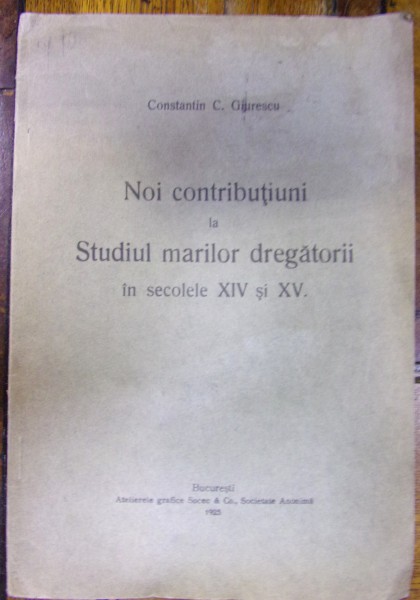 Constantin C. Giurescu
Noi contribuţiuni
la
Studiul marilor dregătorii
în secolele XIV şi XV.
Bucureşti
Atelierele grafice Socec & Co., Societate Anonimă
1925